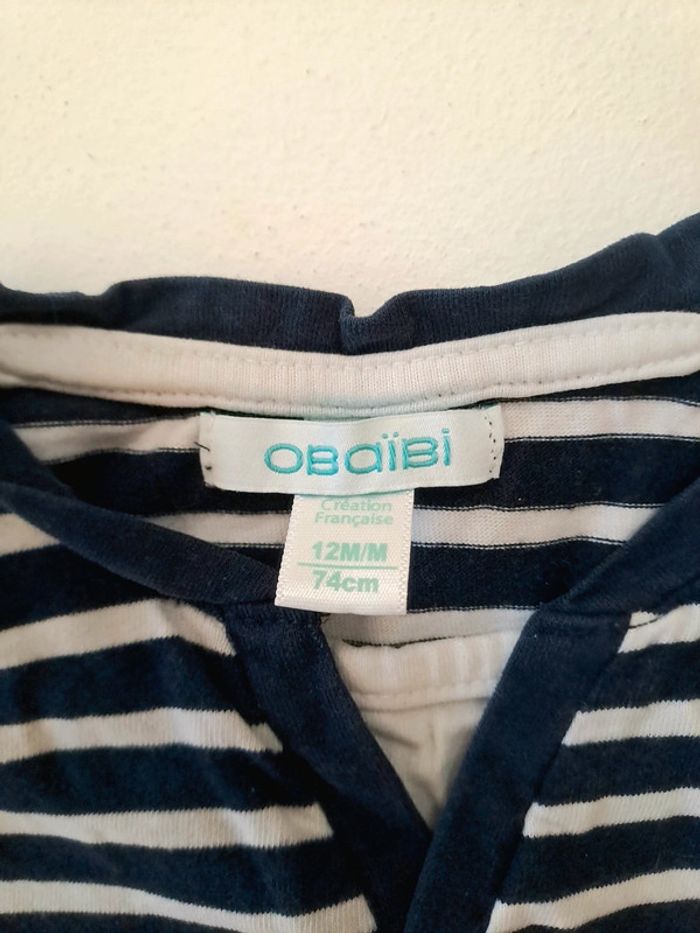 OBAÏBI
Création
Française
12M/M
74cm